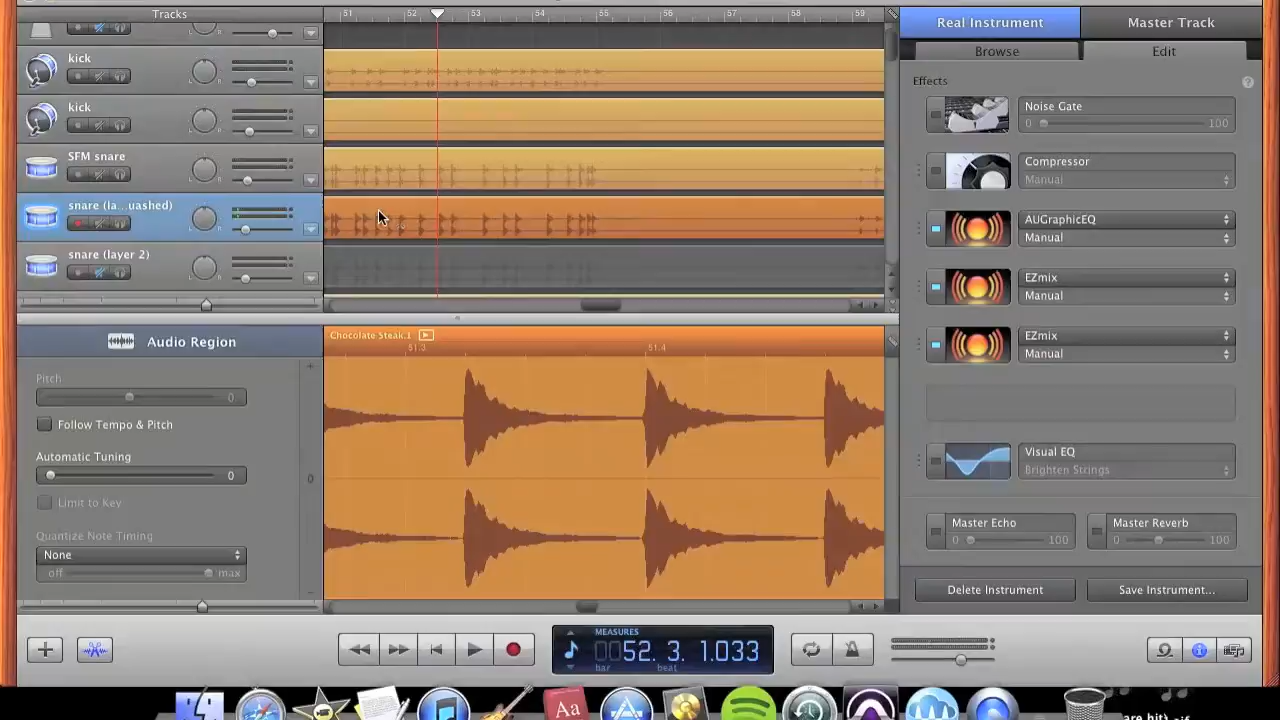 Tracks
51 52 53 54 55 56 57 58 59
Real Instrument
Master Track
Browse
Edit
kick
Effects
Noise Gate
0 100
kick
SFM snare
Compressor
Manual
snare (la...uashed)
AUGraphicEQ
Manual
snare (layer 2)
EZmix
Manual
EZmix
Manual
Audio Region
Chocolate Steak.1
51.3 51.4
Pitch
0
Follow Tempo & Pitch
Automatic Tuning
0
Limit to Key
0
Visual EQ
Brighten Strings
Quantize Note Timing
None
off max
Master Echo
0 100
Master Reverb
0 100
Delete Instrument
Save Instrument...
MEASURES
0052. 3. 1.033
bar beat
Aa
are hit)